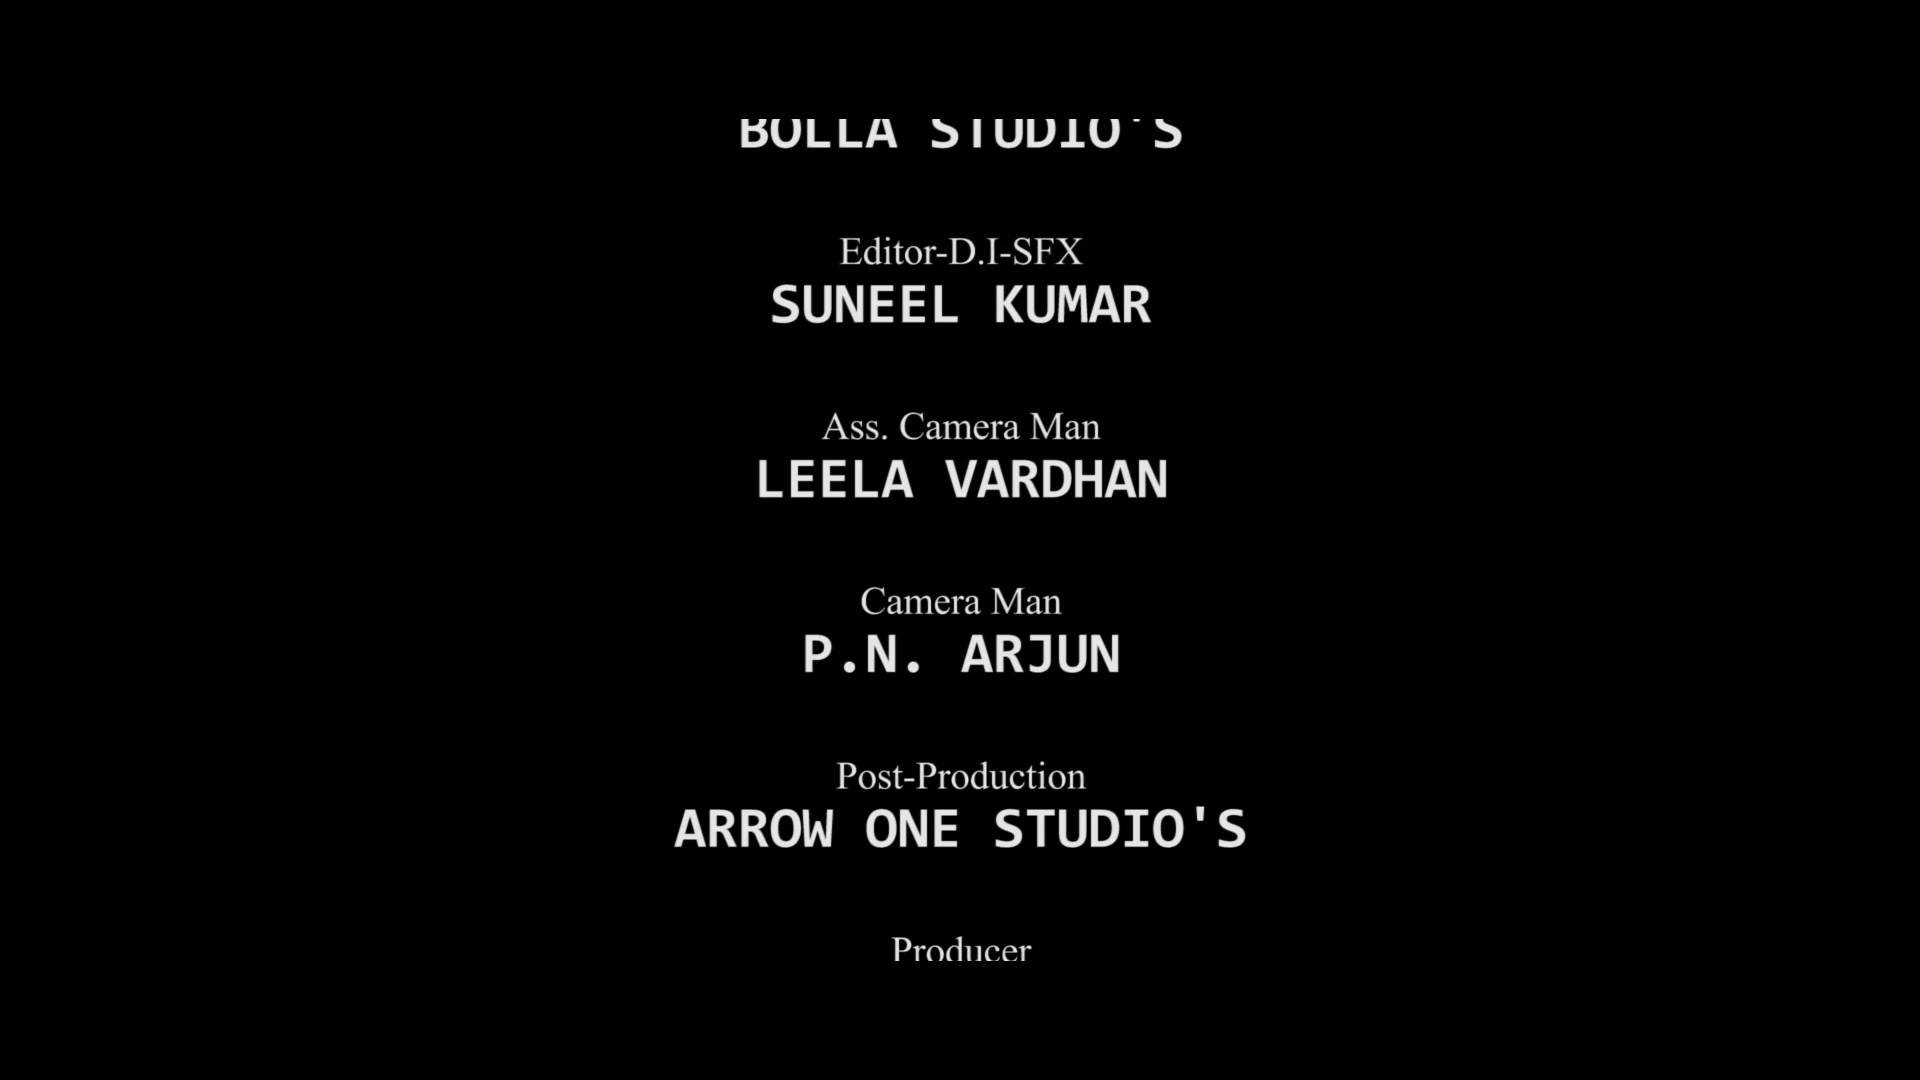 BOLLA STUDIO'S
Editor-D.I-SFX
SUNEEL KUMAR
Ass. Camera Man
LEELA VARDHAN
Camera Man
P.N. ARJUN
Post-Production
ARROW ONE STUDIO'S
Producer